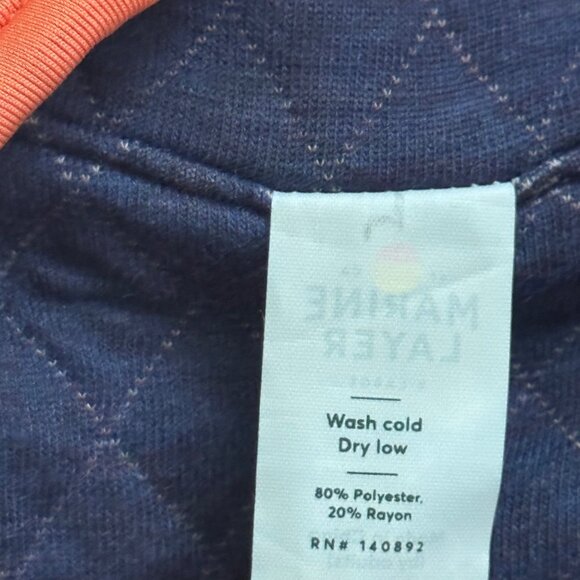 MARINE
LAYER
Wash cold
Dry low
80% Polyester,
20% Rayon
RN# 140892